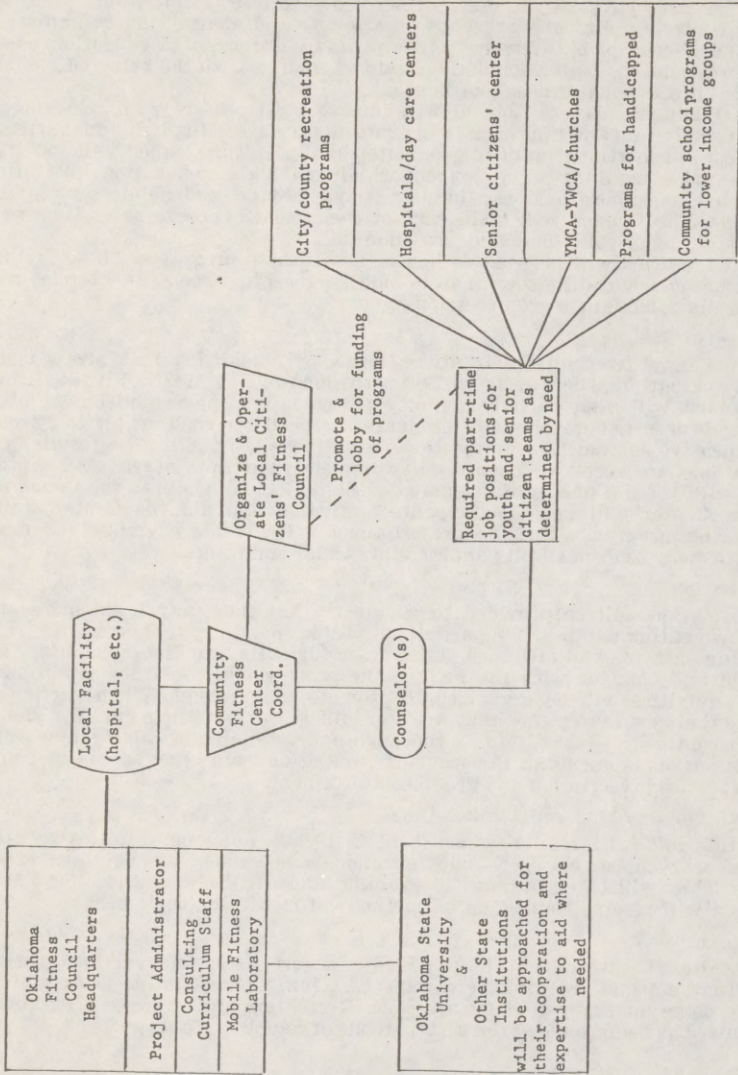 Oklahoma
Fitness
Council
Headquarters
Project Administrator
Consulting
Curriculum Staff
Mobile Fitness
Laboratory
Oklahoma State
University
&
Other State
Institutions
will be approached for
their cooperation and
expertise to aid where
needed
Local Facility
(hospital, etc.)
Community
Fitness
Center
Coord.
Counselor(s)
Organize & Oper-
ate Local Citi-
zens' Fitness
Council
Promote &
lobby for funding
of programs
Required part-time
job positions for
youth and senior
citizen teams as
determined by need
City/county recreation
programs
Hospitals/day care centers
Senior citizens' center
YMCA-YWCA/churches
Programs for handicapped
Community school programs
for lower income groups